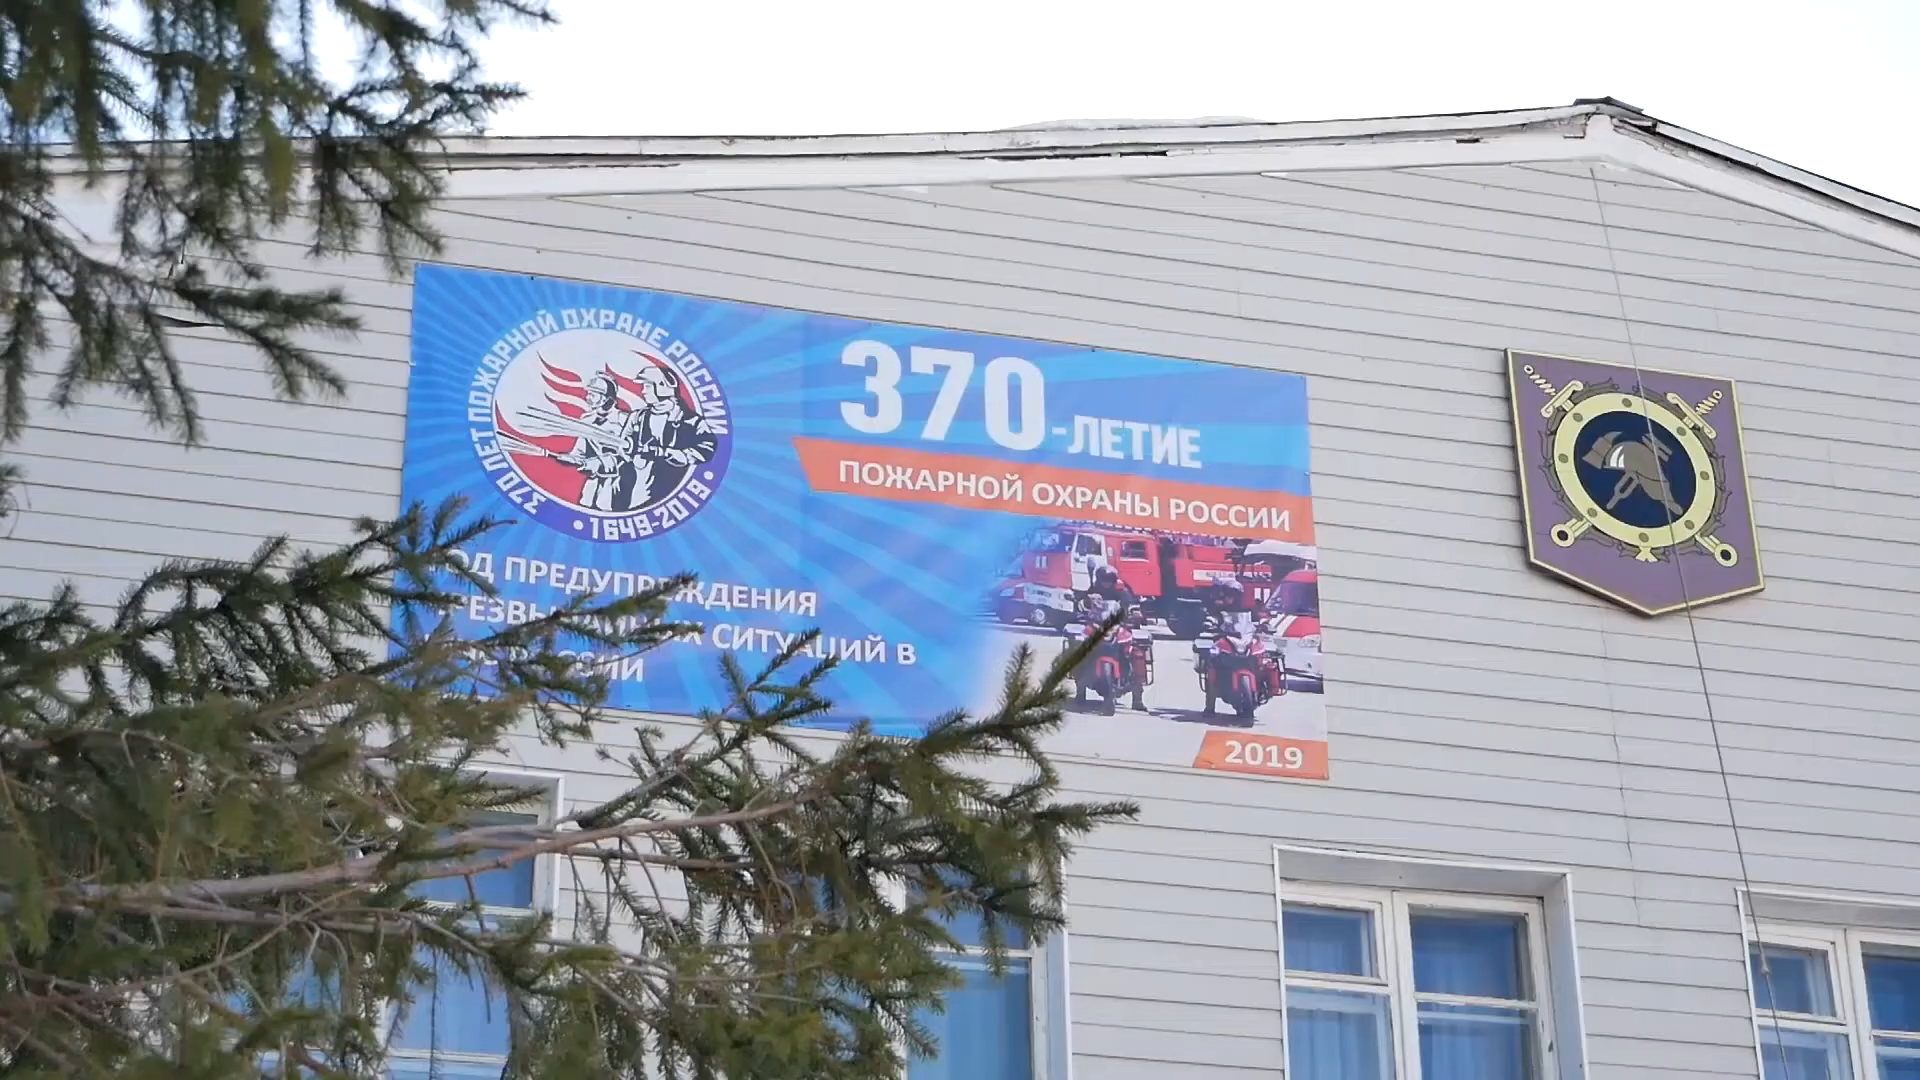 370 ЛЕТ ПОЖАРНОЙ ОХРАНЕ РОССИИ
•1649-2019•
370-ЛЕТИЕ
ПОЖАРНОЙ ОХРАНЫ РОССИИ
ПРЕДУПРЕЖДЕНИЯ
СИТУАЦИЙ В
2019